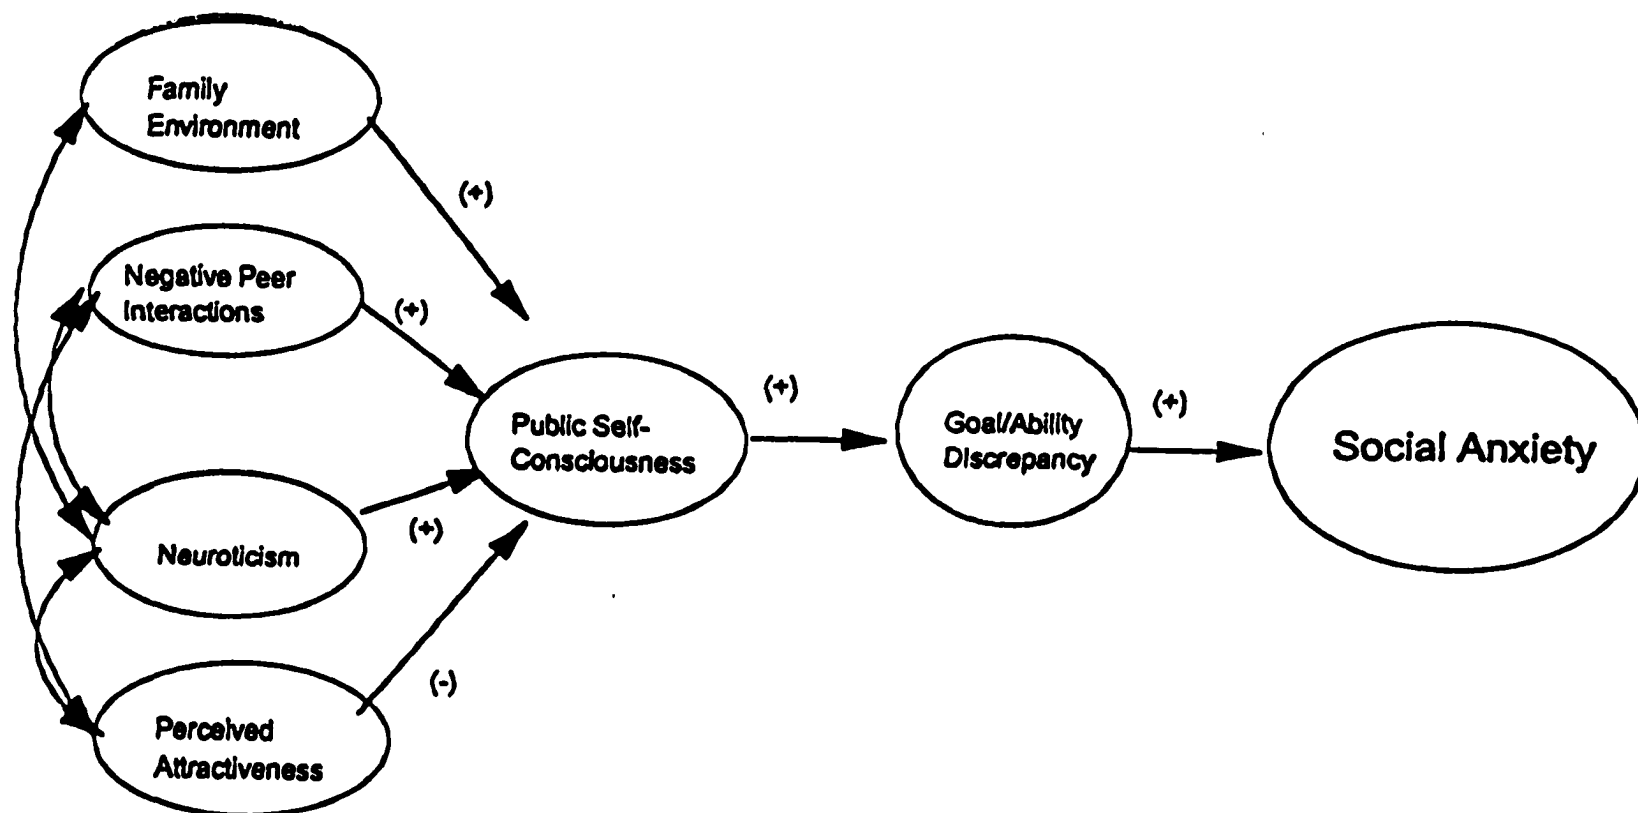 Family
Environment
(+)
Negative Peer
Interactions
(+)
Public Self-
Consciousness
(+)
Goal/Ability
Discrepancy
(+)
Social Anxiety
Neuroticism
(+)
Perceived
Attractiveness
(-)